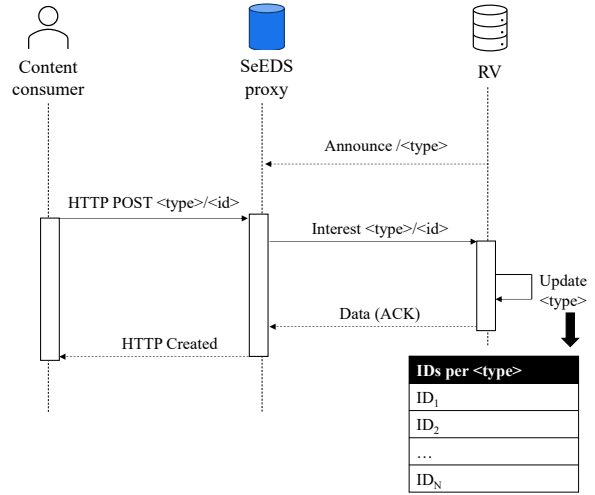 Content
consumer
SeEDS
proxy
RV
Announce /<type>
HTTP POST <type>/<id>
Interest <type>/<id>
Update
<type>
Data (ACK)
HTTP Created
IDs per <type>
ID1
ID2
…
IDN